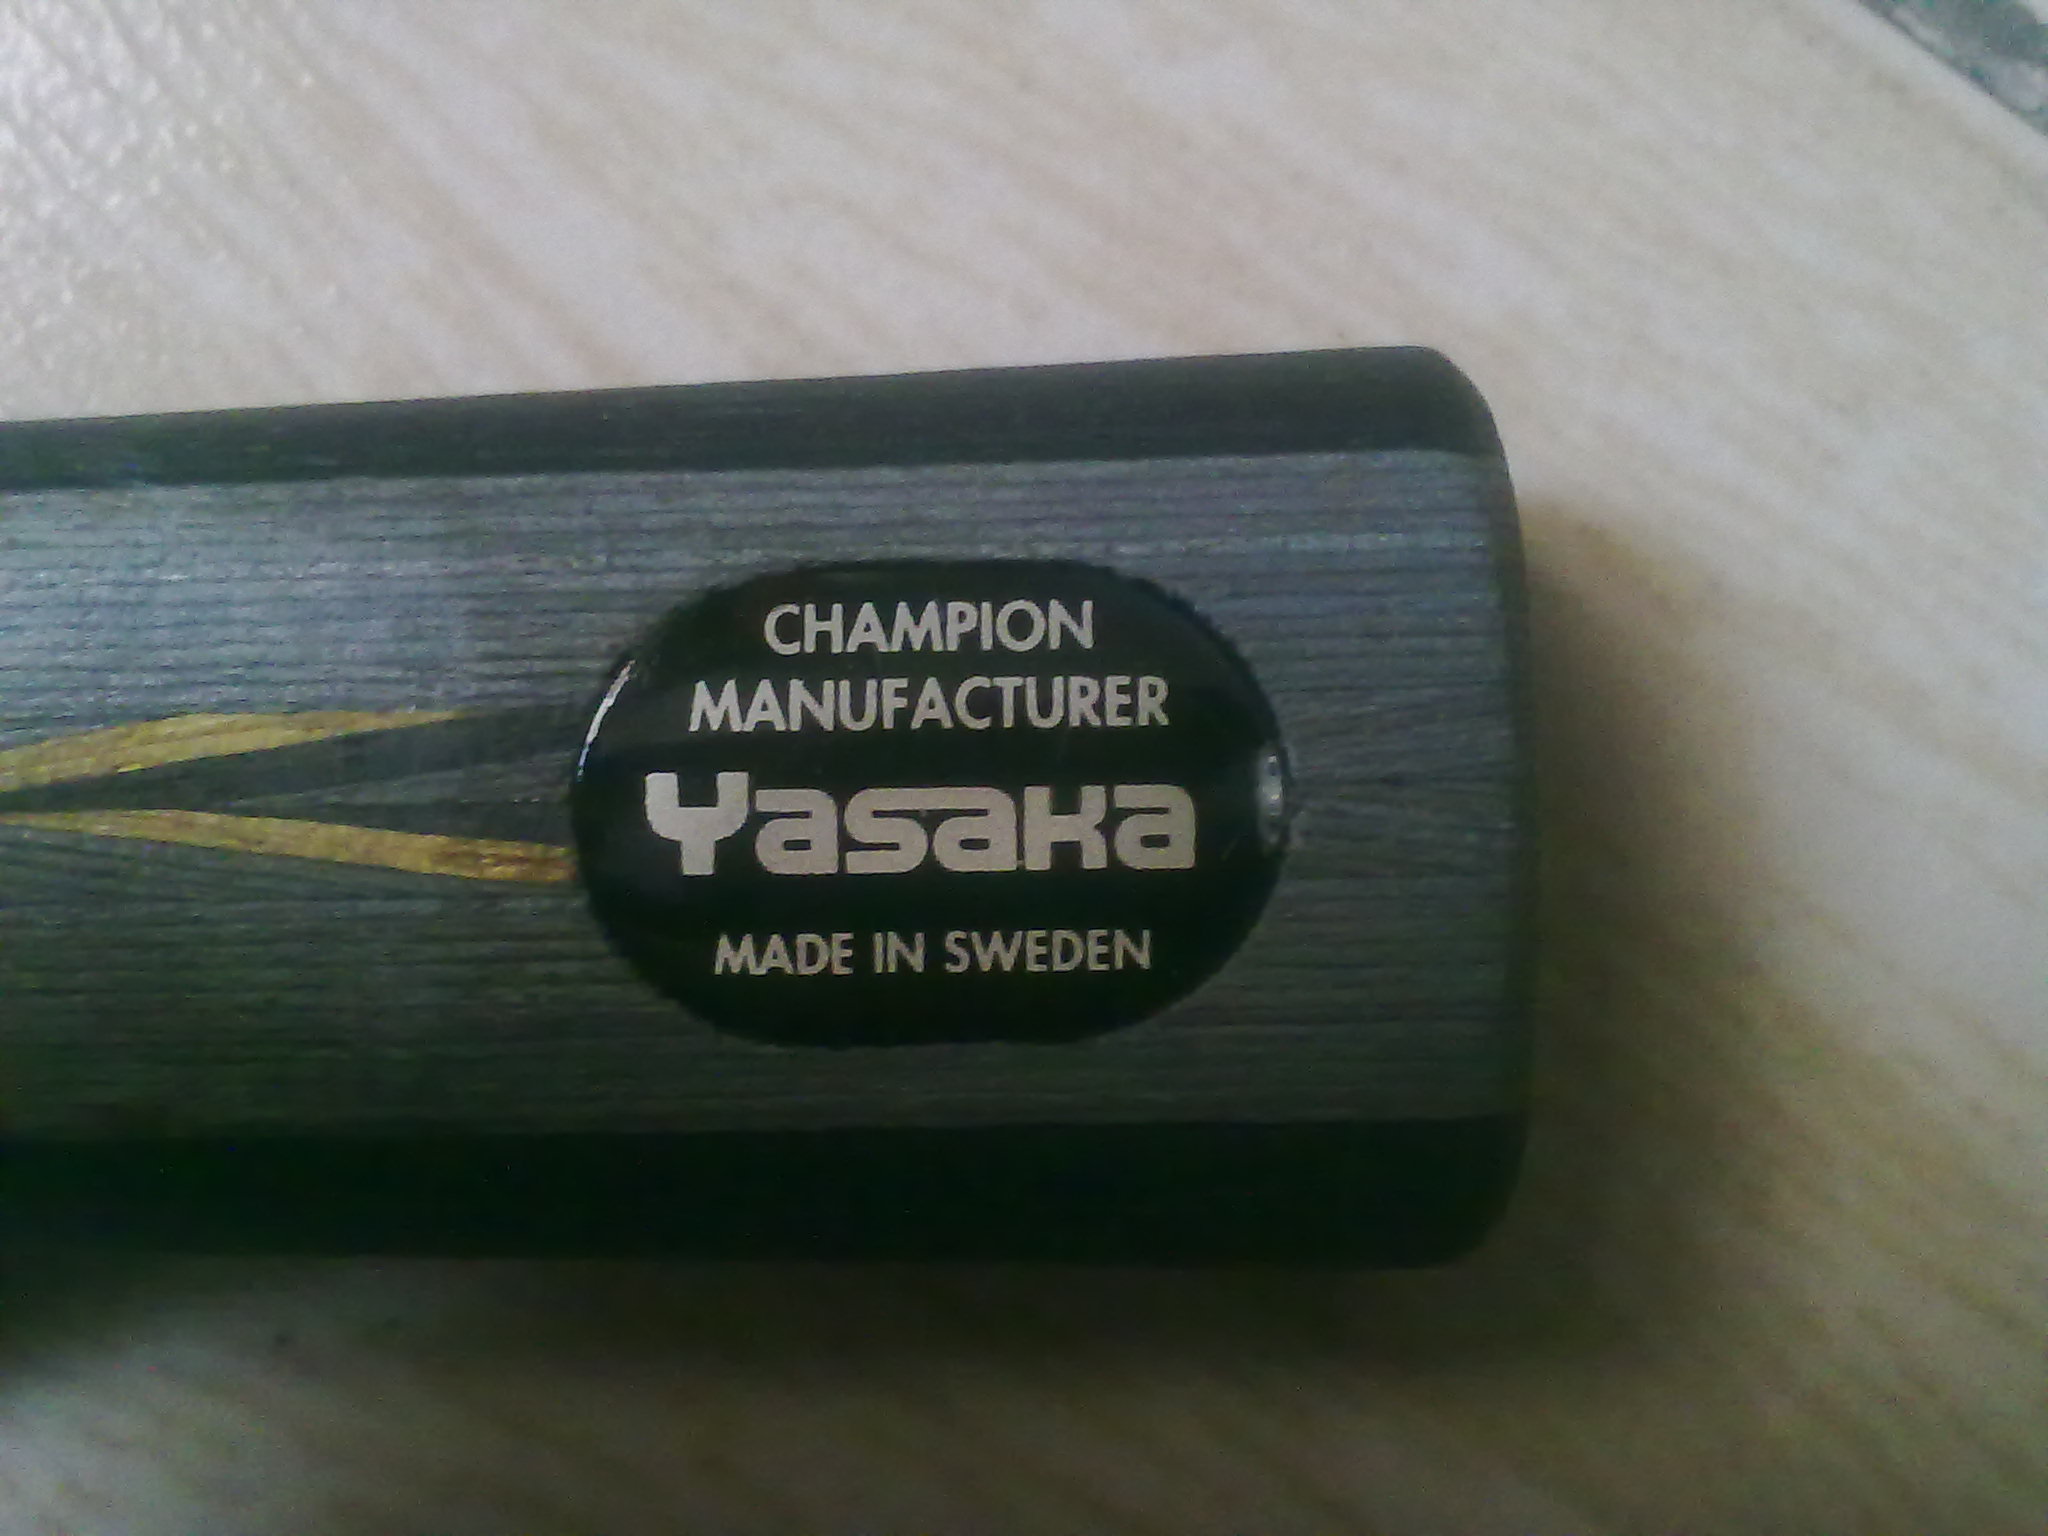 CHAMPION
MANUFACTURER
Yasaka
MADE IN SWEDEN